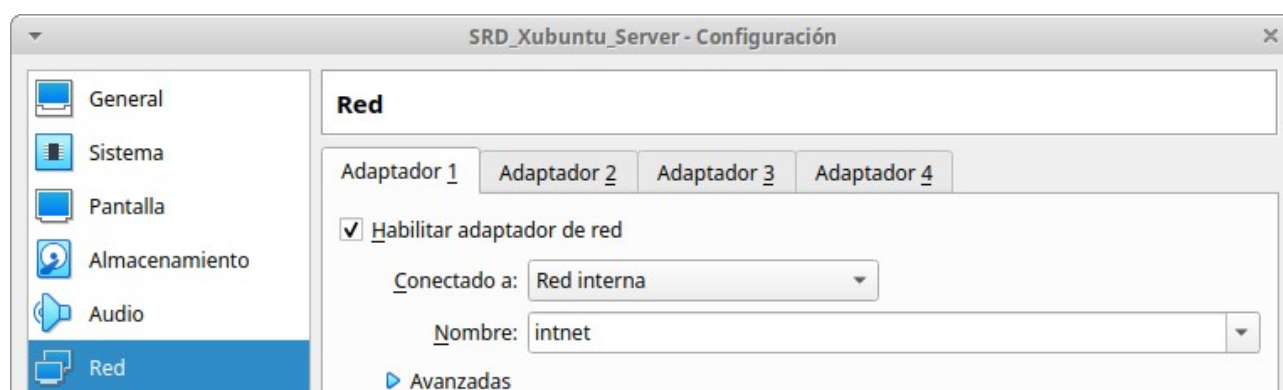 SRD_Xubuntu_Server - Configuración
General
Sistema
Pantalla
Almacenamiento
Audio
Red
Red
Adaptador 1 Adaptador 2 Adaptador 3 Adaptador 4
Habilitar adaptador de red
Conectado a: Red interna
Nombre: intnet
Avanzadas